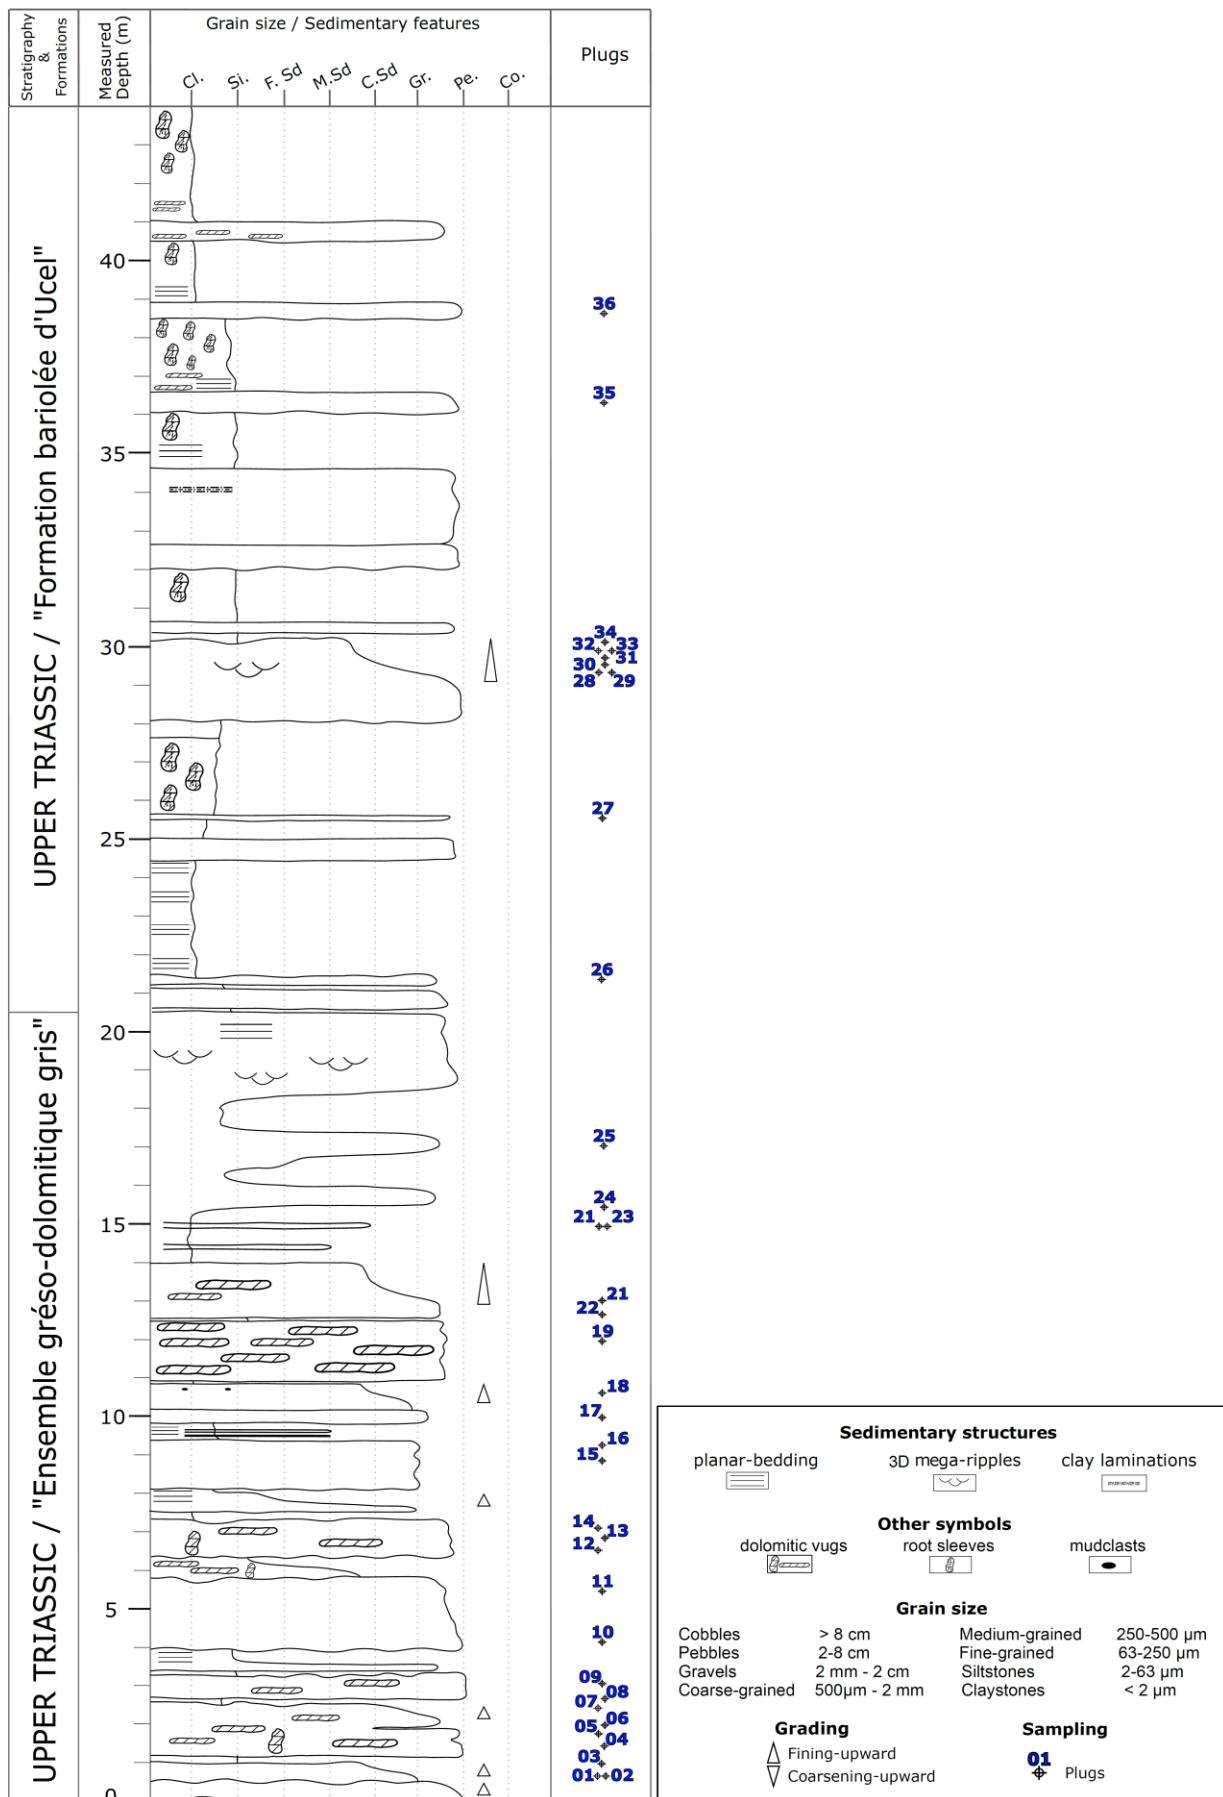 Stratigraphy
&
Formations
Measured
Depth (m)
Grain size / Sedimentary features
Cl. Si. F. Sd M.Sd C.Sd Gr. Pe. Co.
Plugs
UPPER TRIASSIC / "Formation bariolée d'Ucel"
UPPER TRIASSIC / "Ensemble gréso-dolomitique gris"
40
35
30
25
20
15
10
5
0
36
35
34
32 33
31
30
28 29
27
26
25
24
21 23
21
22
19
18
17
16
15
14
13
12
11
10
09
08
07
06
05
04
03
01 02
Sedimentary structures
planar-bedding 3D mega-ripples clay laminations
Other symbols
dolomitic vugs root sleeves mudclasts
Grain size
Cobbles > 8 cm Medium-grained 250-500 µm
Pebbles 2-8 cm Fine-grained 63-250 µm
Gravels 2 mm - 2 cm Siltstones 2-63 µm
Coarse-grained 500µm - 2 mm Claystones < 2 µm
Grading Sampling
Fining-upward 01
Coarsening-upward Plugs